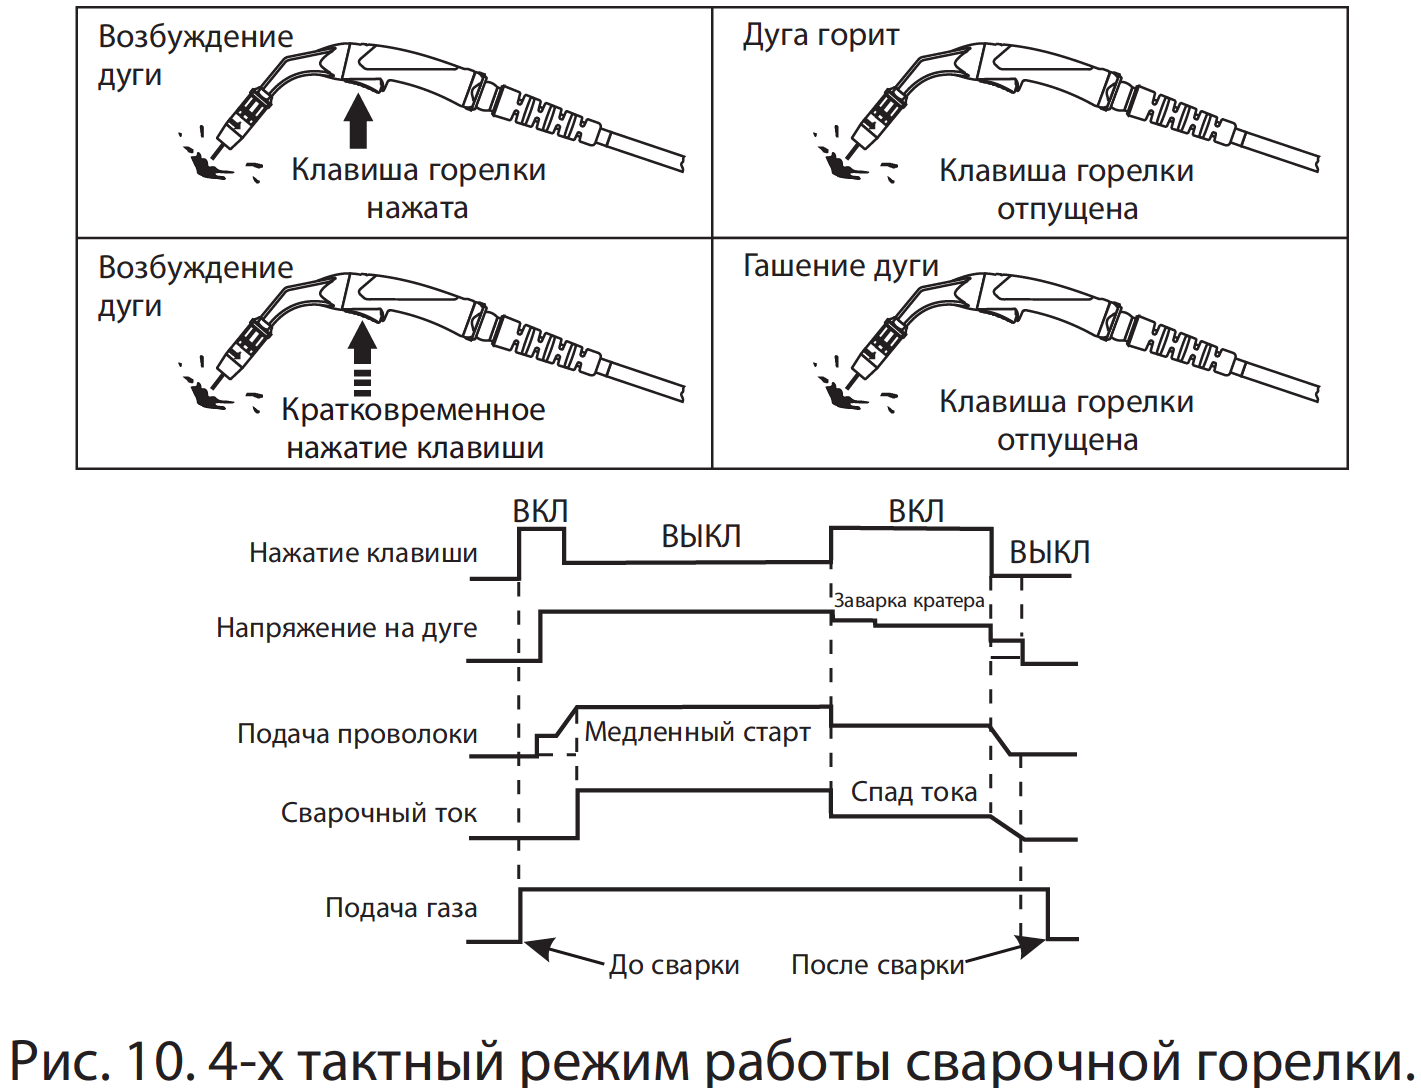 Возбуждение
дуги
Клавиша горелки
нажата
Дуга горит
Клавиша горелки
отпущена
Возбуждение
дуги
Кратковременное
нажатие клавиши
Гашение дуги
Клавиша горелки
отпущена
ВКЛ
ВЫКЛ
ВКЛ
ВЫКЛ
Нажатие клавиши
Заварка кратера
Напряжение на дуге
Подача проволоки
Медленный старт
Сварочный ток
Спад тока
Подача газа
До сварки
После сварки
Рис. 10. 4-х тактный режим работы сварочной горелки.